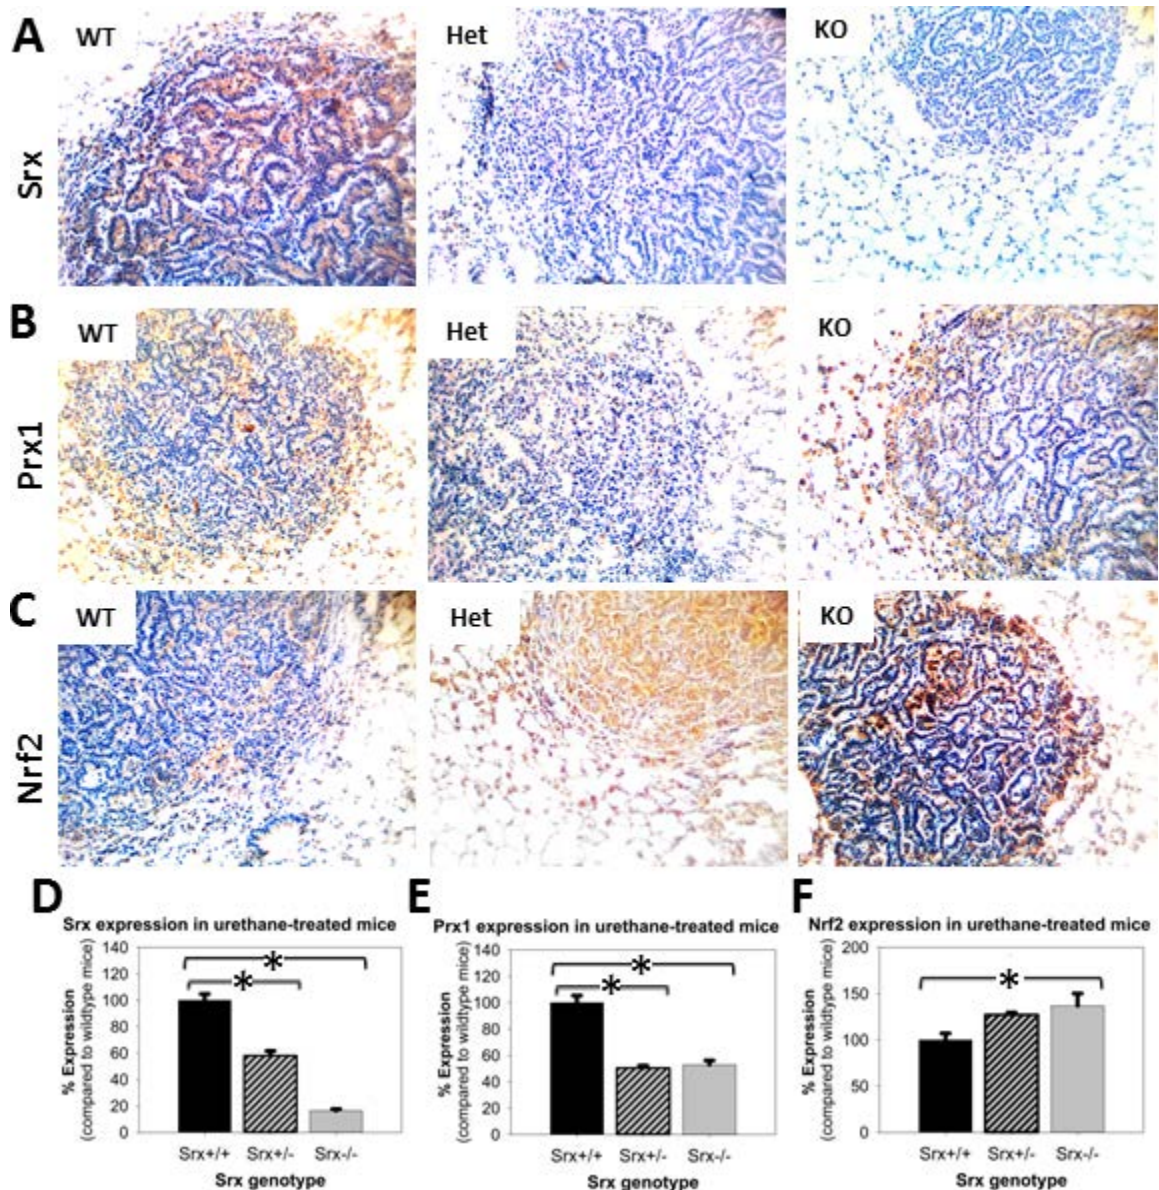 A
WT
Het
KO
Srx
B
WT
Het
KO
Prx1
C
WT
Het
KO
Nrf2
D
Srx expression in urethane-treated mice
% Expression
(compared to wildtype mice)
140
120
100
80
60
40
20
0
*
*
Srx+/+ Srx+/- Srx-/-
Srx genotype
E
Prx1 expression in urethane-treated mice
% Expression
(compared to wildtype mice)
140
120
100
80
60
40
20
0
*
*
Srx+/+ Srx+/- Srx-/-
Srx genotype
F
Nrf2 expression in urethane-treated mice
% Expression
(compared to wildtype mice)
200
150
100
50
0
*
Srx+/+ Srx+/- Srx-/-
Srx genotype